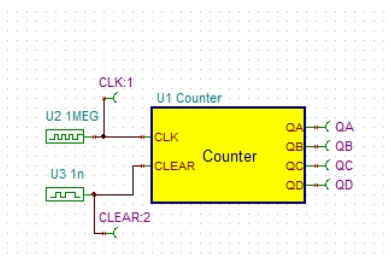 CLK:1
U2 1MEG
U1 Counter
CLK
CLEAR
Counter
QA
QB
QC
QD
QA
QB
QC
QD
U3 1n
CLEAR:2